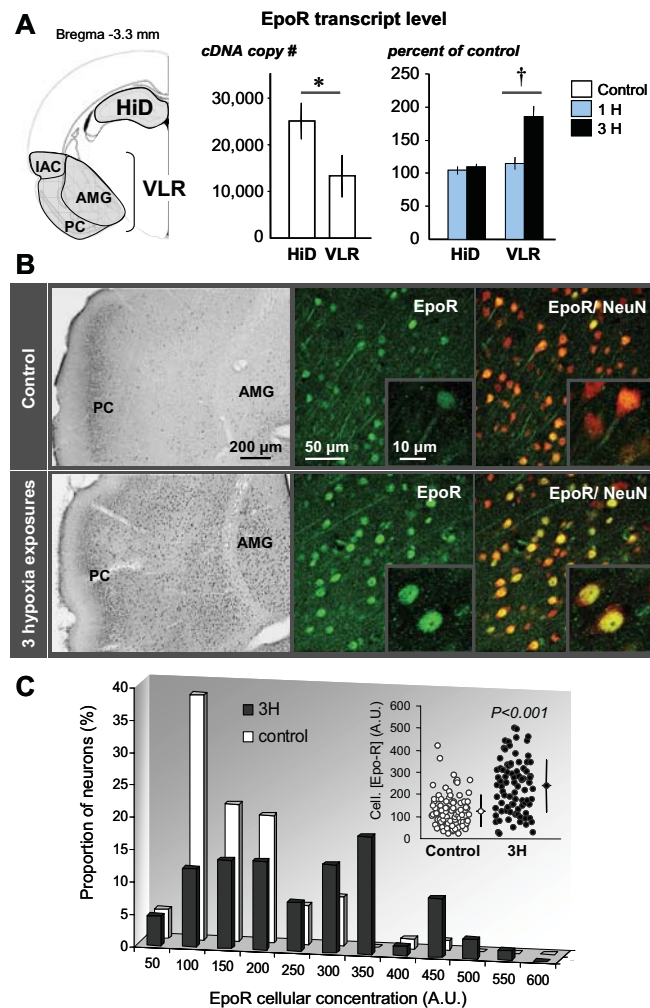 A
EpoR transcript level
Bregma -3.3 mm
cDNA copy #
percent of control
HiD
IAC
AMG
PC
VLR
*
30,000
20,000
10,000
0
HiD VLR
†
250
200
150
100
50
0
HiD VLR
Control
1 H
3 H
B
Control
PC
AMG
200 µm
EpoR
50 µm
10 µm
EpoR/ NeuN
3 hypoxia exposures
PC
AMG
EpoR
EpoR/ NeuN
C
Proportion of neurons (%)
40
35
30
25
20
15
10
5
0
3H
control
Cell. [Epo-R] (A.U.)
600
500
400
300
200
100
0
P<0.001
Control 3H
50 100 150 200 250 300 350 400 450 500 550 600
EpoR cellular concentration (A.U.)